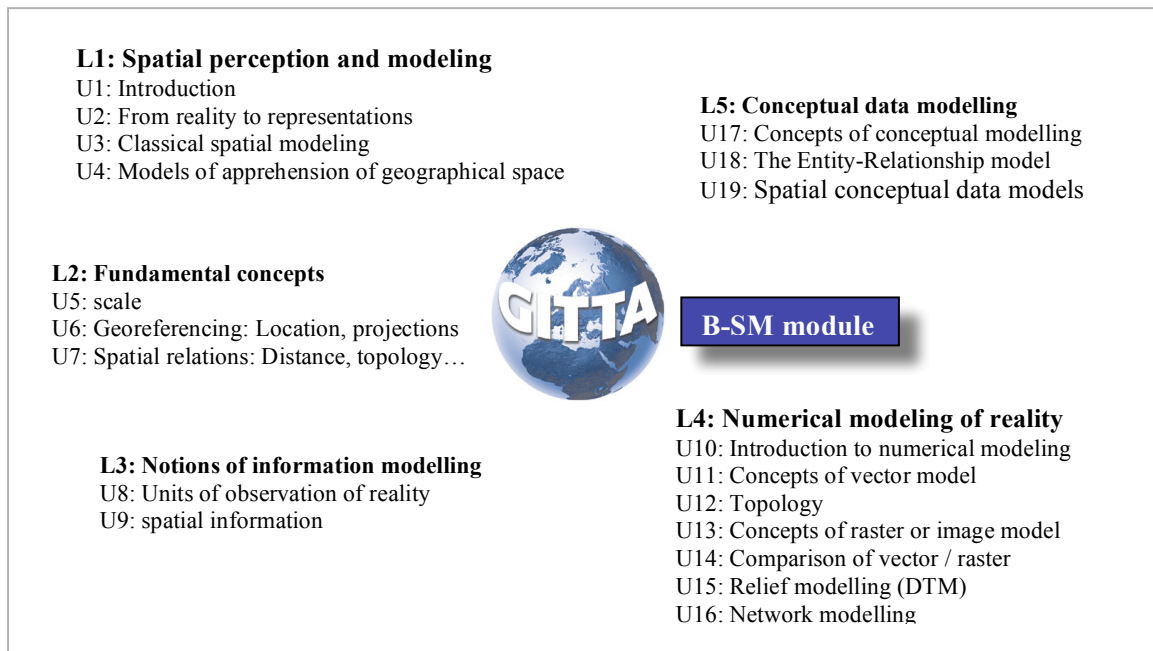 L1: Spatial perception and modeling
U1: Introduction
U2: From reality to representations
U3: Classical spatial modeling
U4: Models of apprehension of geographical space
L5: Conceptual data modelling
U17: Concepts of conceptual modelling
U18: The Entity-Relationship model
U19: Spatial conceptual data models
L2: Fundamental concepts
U5: scale
U6: Georeferencing: Location, projections
U7: Spatial relations: Distance, topology…
GITTA
B-SM module
L3: Notions of information modelling
U8: Units of observation of reality
U9: spatial information
L4: Numerical modeling of reality
U10: Introduction to numerical modeling
U11: Concepts of vector model
U12: Topology
U13: Concepts of raster or image model
U14: Comparison of vector / raster
U15: Relief modelling (DTM)
U16: Network modelling